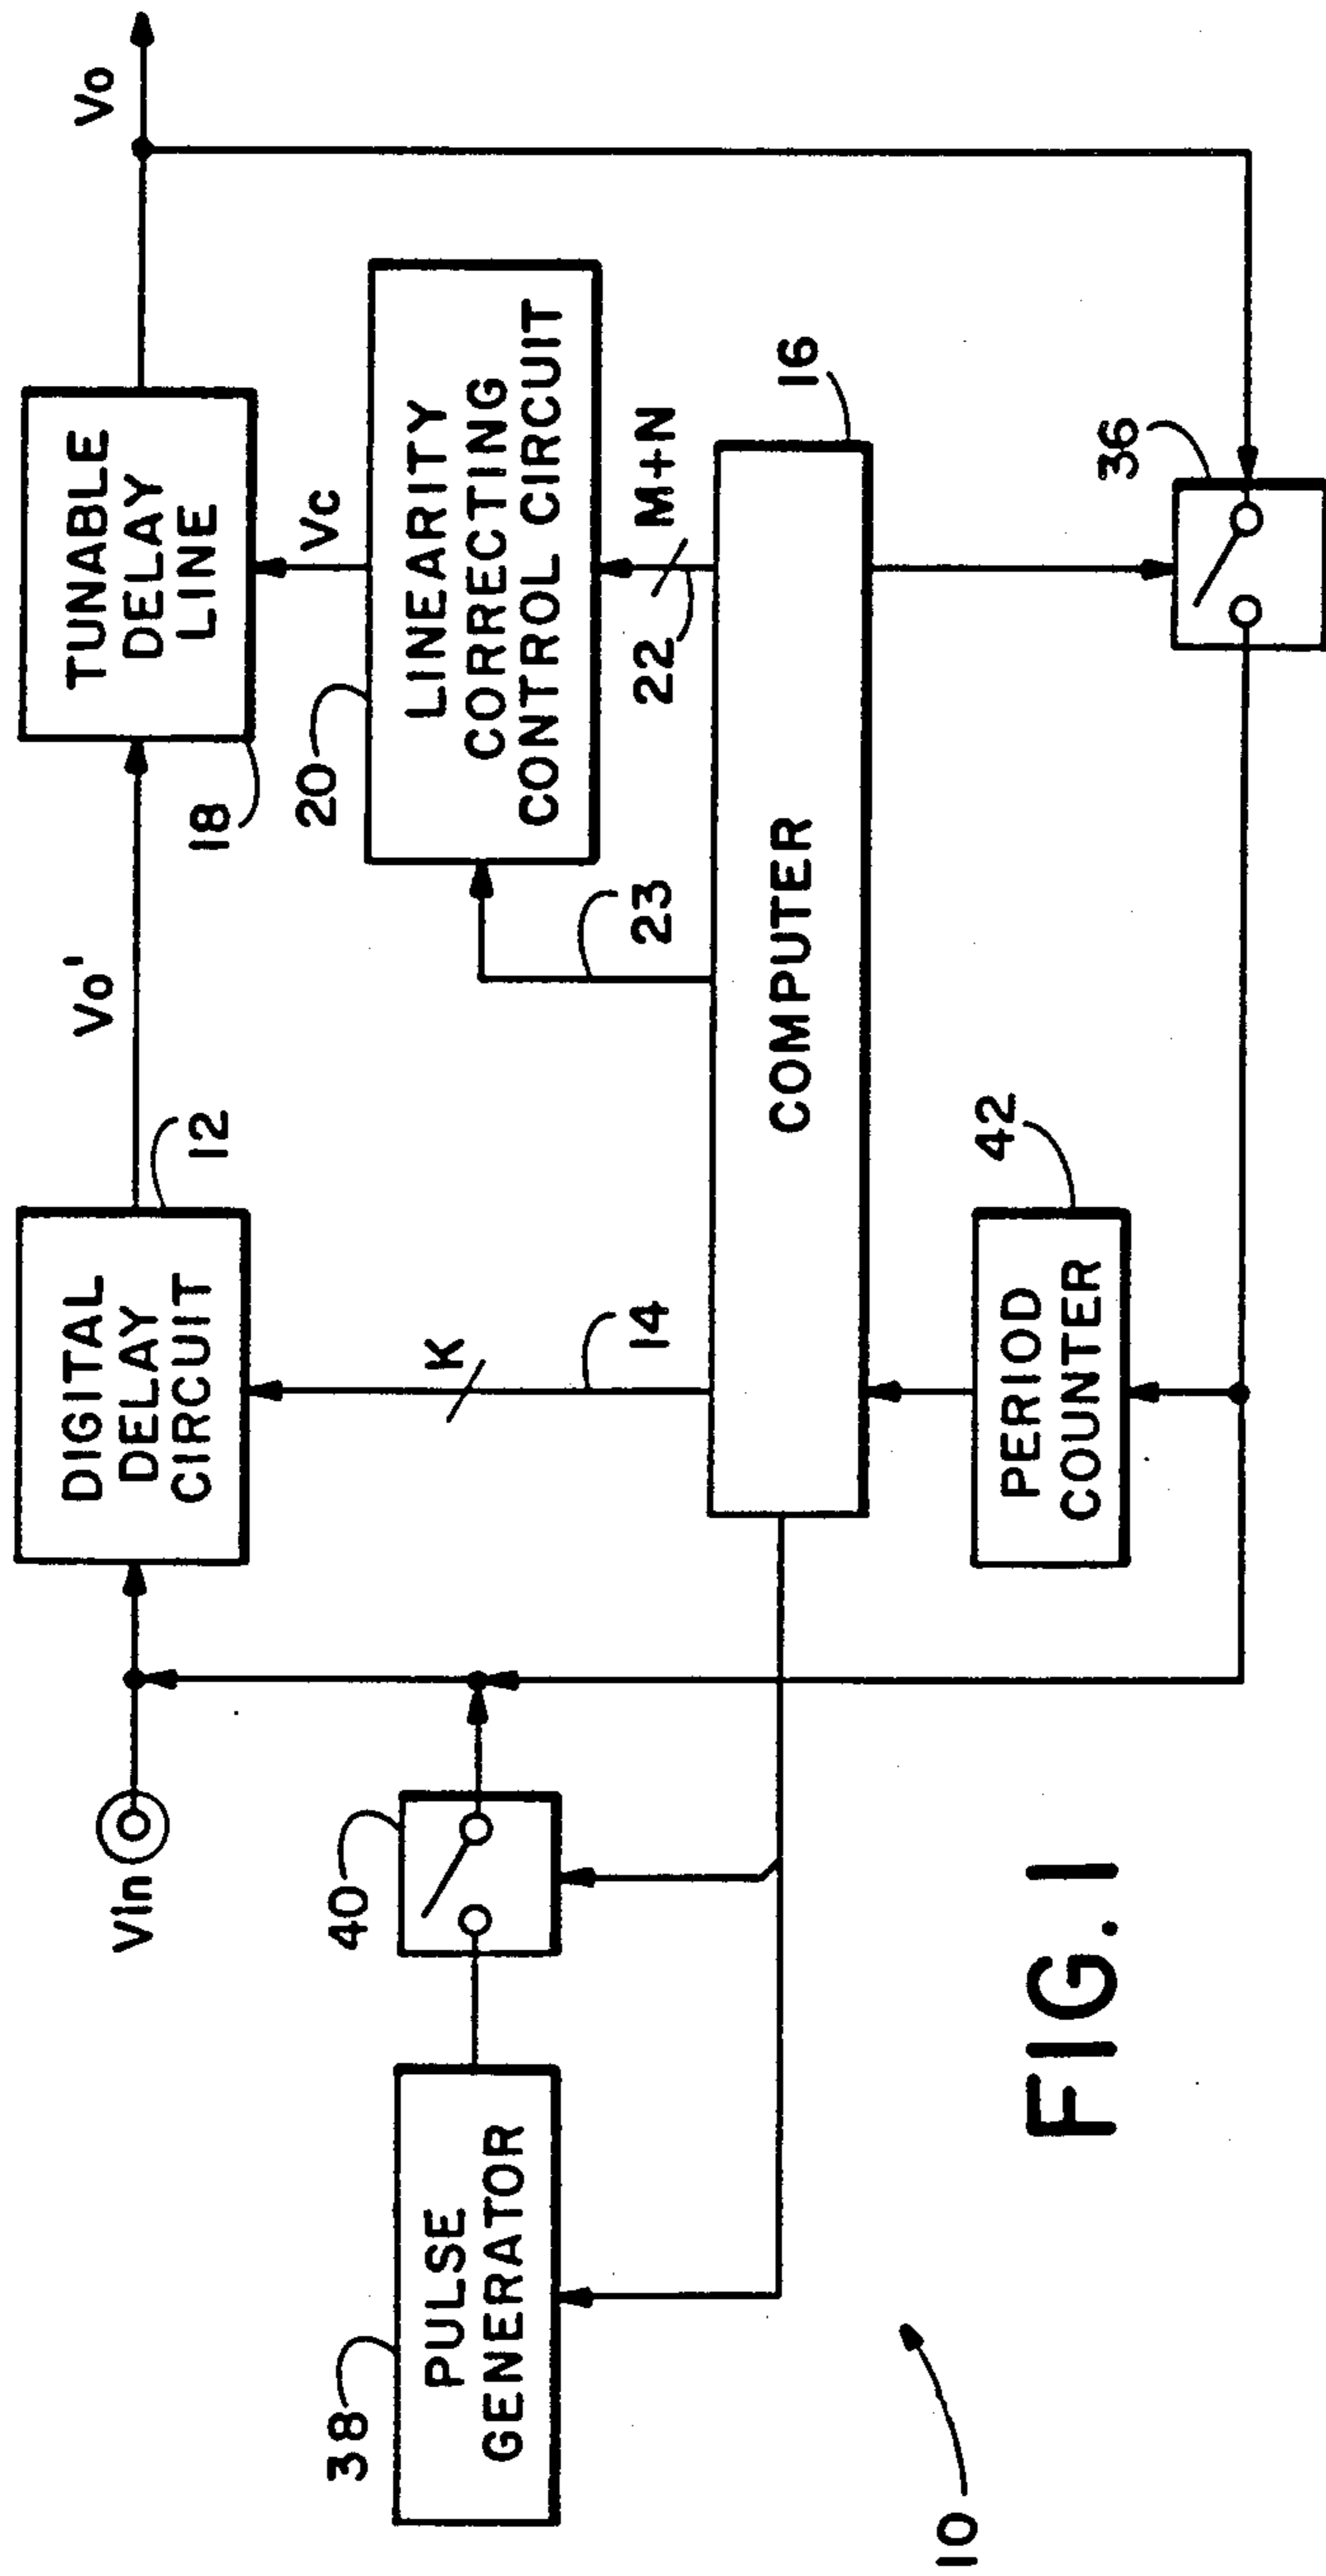 Vin
DIGITAL
DELAY
CIRCUIT
12
Vo'
TUNABLE
DELAY
LINE
18
Vo
Vc
20
LINEARITY
CORRECTING
CONTROL CIRCUIT
K
14
23
22
M+N
38
PULSE
GENERATOR
40
COMPUTER
16
PERIOD
COUNTER
42
36
10
FIG. 1